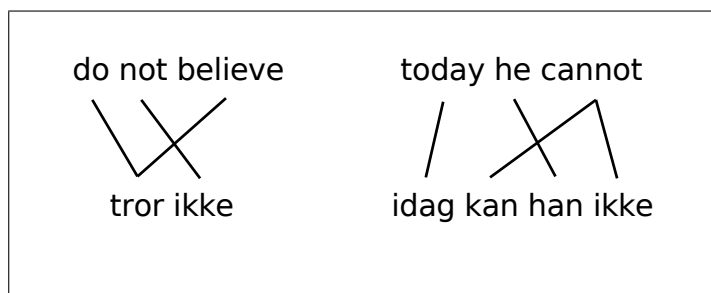 do not believe today he cannot
tror ikke idag kan han ikke